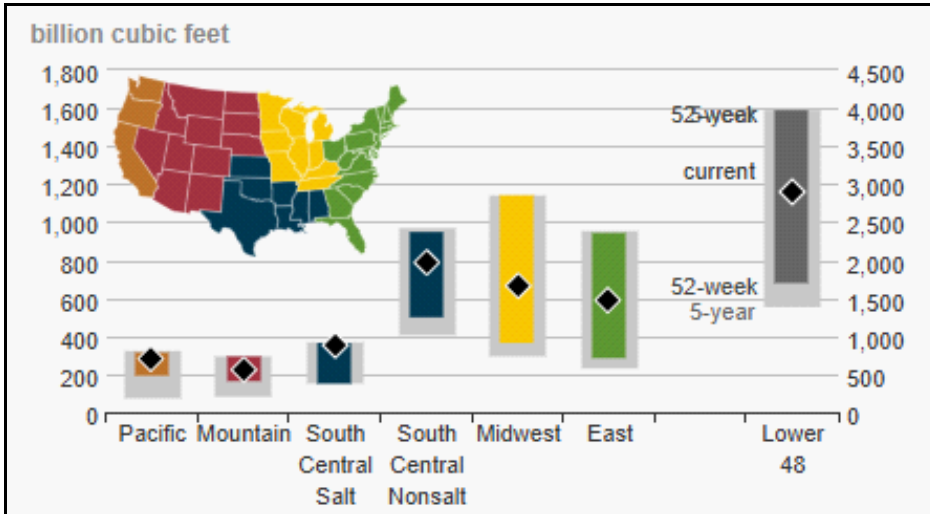 billion cubic feet
1,800
1,600
1,400
1,200
1,000
800
600
400
200
0
4,500
4,000
3,500
3,000
2,500
2,000
1,500
1,000
500
0
52-week
current
52-week
5-year
Pacific
Mountain
South
Central
Salt
South
Central
Nonsalt
Midwest
East
Lower
48